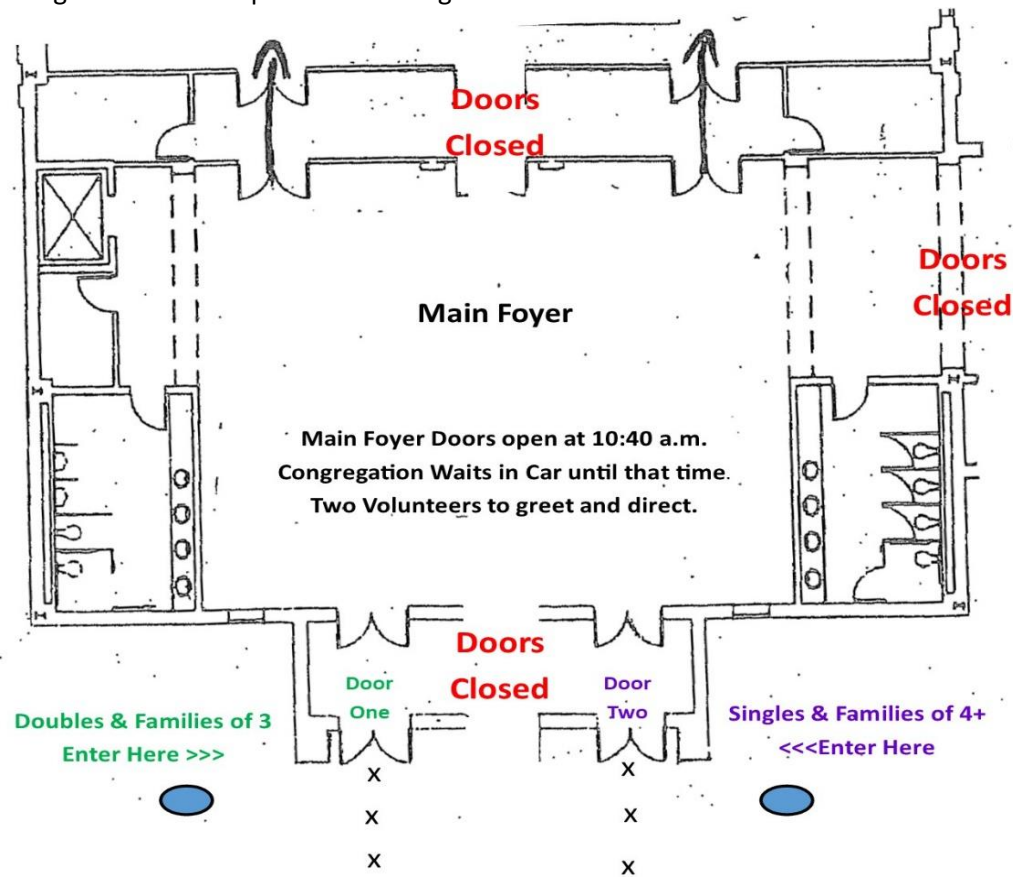 Doors
Closed
Doors
Closed
Main Foyer
Main Foyer Doors open at 10:40 a.m.
Congregation Waits in Car until that time.
Two Volunteers to greet and direct.
Doors
Closed
Door
One
Door
Two
Doubles & Families of 3
Enter Here >>>
Singles & Families of 4+
<<<Enter Here
x x
x x
x x